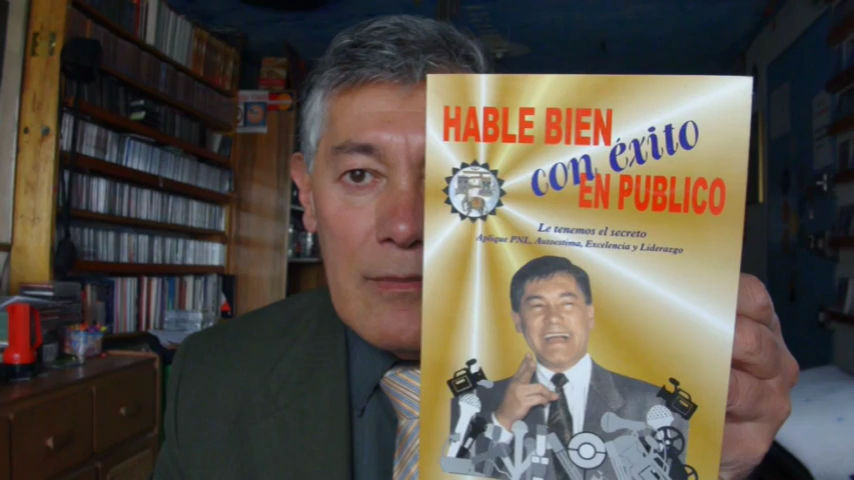 HABLE BIEN
con éxito
EN PUBLICO
Le tenemos el secreto
Aplique PNL, Autoestima, Excelencia y Liderazgo